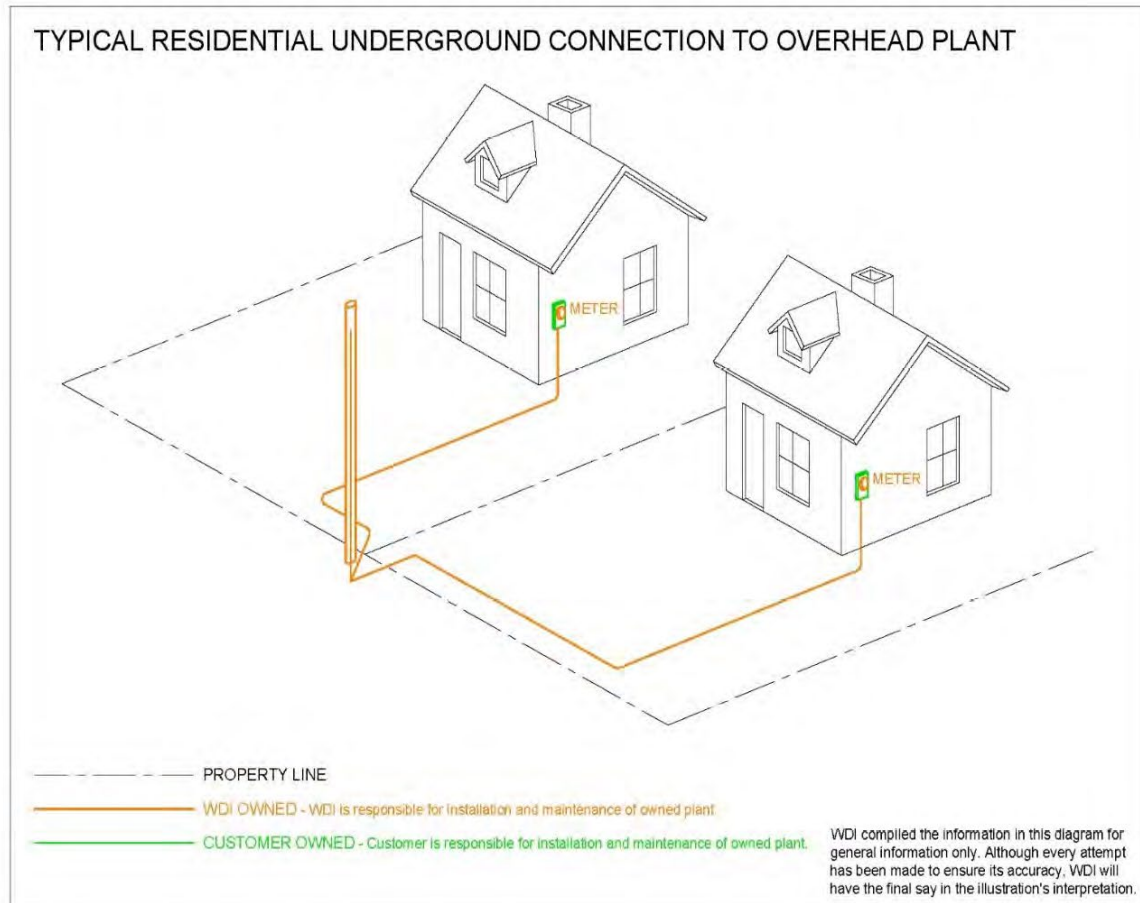 TYPICAL RESIDENTIAL UNDERGROUND CONNECTION TO OVERHEAD PLANT
METER
METER
PROPERTY LINE
WDI OWNED - WDI is responsible for installation and maintenance of owned plant
CUSTOMER OWNED - Customer is responsible for installation and maintenance of owned plant.
WDI compiled the information in this diagram for
general information only. Although every attempt
has been made to ensure its accuracy, WDI will
have the final say in the illustration's interpretation.